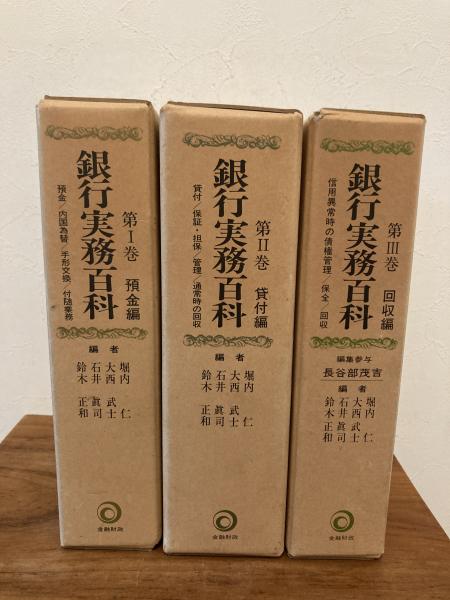 銀行実務百科
第Ⅰ巻 預金編
預金/内国為替/手形交換/付随業務
編者
堀内 仁
大西武士
石井眞司
鈴木正和
金融財政
銀行実務百科
第Ⅱ巻 貸付編
貸付/保証・担保/管理/通常時の回収
編者
堀内 仁
大西武士
石井眞司
鈴木正和
金融財政
銀行実務百科
第Ⅲ巻 回収編
信用異常時の債権管理/保全/回収
編集参与
長谷部茂吉
編者
堀内 仁
大西武士
石井眞司
鈴木正和
金融財政